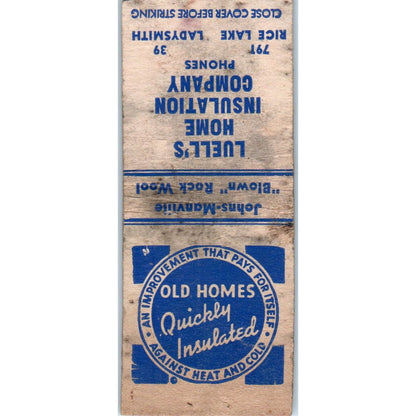 CLOSE COVER BEFORE STRIKING
LUELL'S
HOME
INSULATION
COMPANY
PHONES
791 39
RICE LAKE LADYSMITH
Johns-Manville
"Blown" Rock Wool
AN IMPROVEMENT THAT PAYS FOR ITSELF
OLD HOMES
Quickly
Insulated
AGAINST HEAT AND COLD